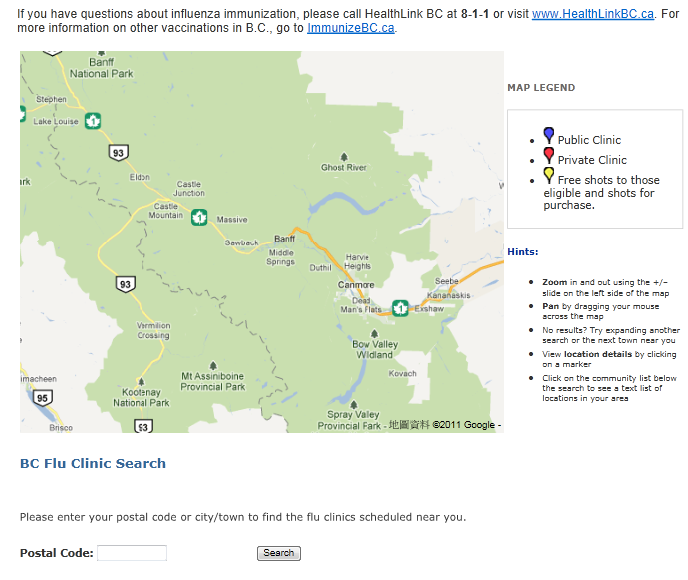 If you have questions about influenza immunization, please call HealthLink BC at 8-1-1 or visit www.HealthLinkBC.ca. For
more information on other vaccinations in B.C., go to ImmunizeBC.ca.
Banff
National Park
Stephen
Lake Louise
1
93
Eldon
Castle
Junction
Castle
Mountain
1
Massive
Ghost River
Sawback
Banff
Middle
Springs
Duthil
Harvie
Heights
Canmore
Dead
Man's Flats
1
Exshaw
Seebe
Kananaskis
93
Vermilion
Crossing
Bow Valley
Wildland
Mt Assiniboine
Provincial Park
Kovach
imacheen
95
Kootenay
National Park
Brisco
93
Spray Valley
Provincial Park - 地圖資料 ©2011 Google -
MAP LEGEND
Public Clinic
Private Clinic
Free shots to those
eligible and shots for
purchase.
Hints:
Zoom in and out using the +/-
slide on the left side of the map
Pan by dragging your mouse
across the map
No results? Try expanding another
search or the next town near you
View location details by clicking
on a marker
Click on the community list below
the search to see a text list of
locations in your area
BC Flu Clinic Search
Please enter your postal code or city/town to find the flu clinics scheduled near you.
Postal Code:
Search